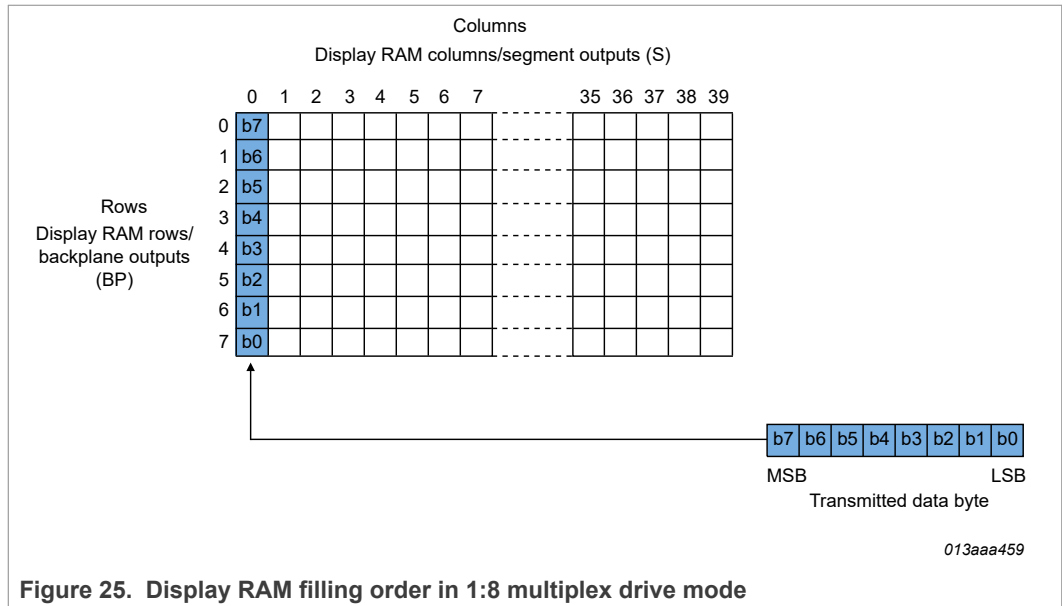 Columns
Display RAM columns/segment outputs (S)
0 1 2 3 4 5 6 7 35 36 37 38 39
0 b7
1 b6
2 b5
Rows
3 b4
Display RAM rows/
4 b3
backplane outputs
(BP)
5 b2
6 b1
7 b0
b7 b6 b5 b4 b3 b2 b1 b0
MSB LSB
Transmitted data byte
013aaa459
Figure 25. Display RAM filling order in 1:8 multiplex drive mode